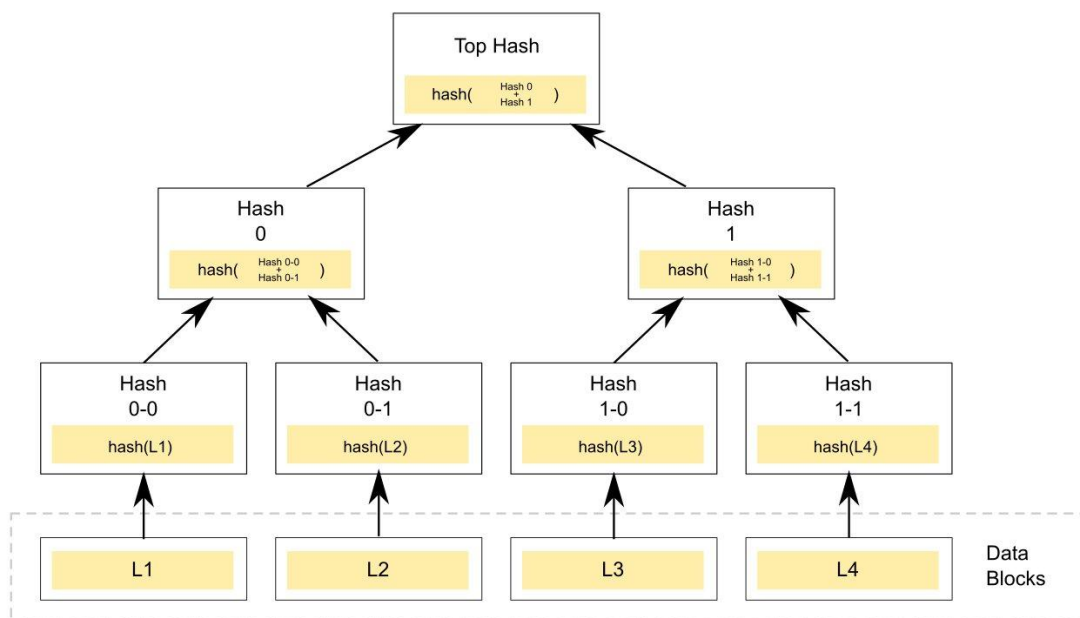 Top Hash
hash( Hash 0 + Hash 1 )
Hash
0
hash( Hash 0-0 + Hash 0-1 )
Hash
1
hash( Hash 1-0 + Hash 1-1 )
Hash
0-0
hash(L1)
Hash
0-1
hash(L2)
Hash
1-0
hash(L3)
Hash
1-1
hash(L4)
L1
L2
L3
L4
Data
Blocks